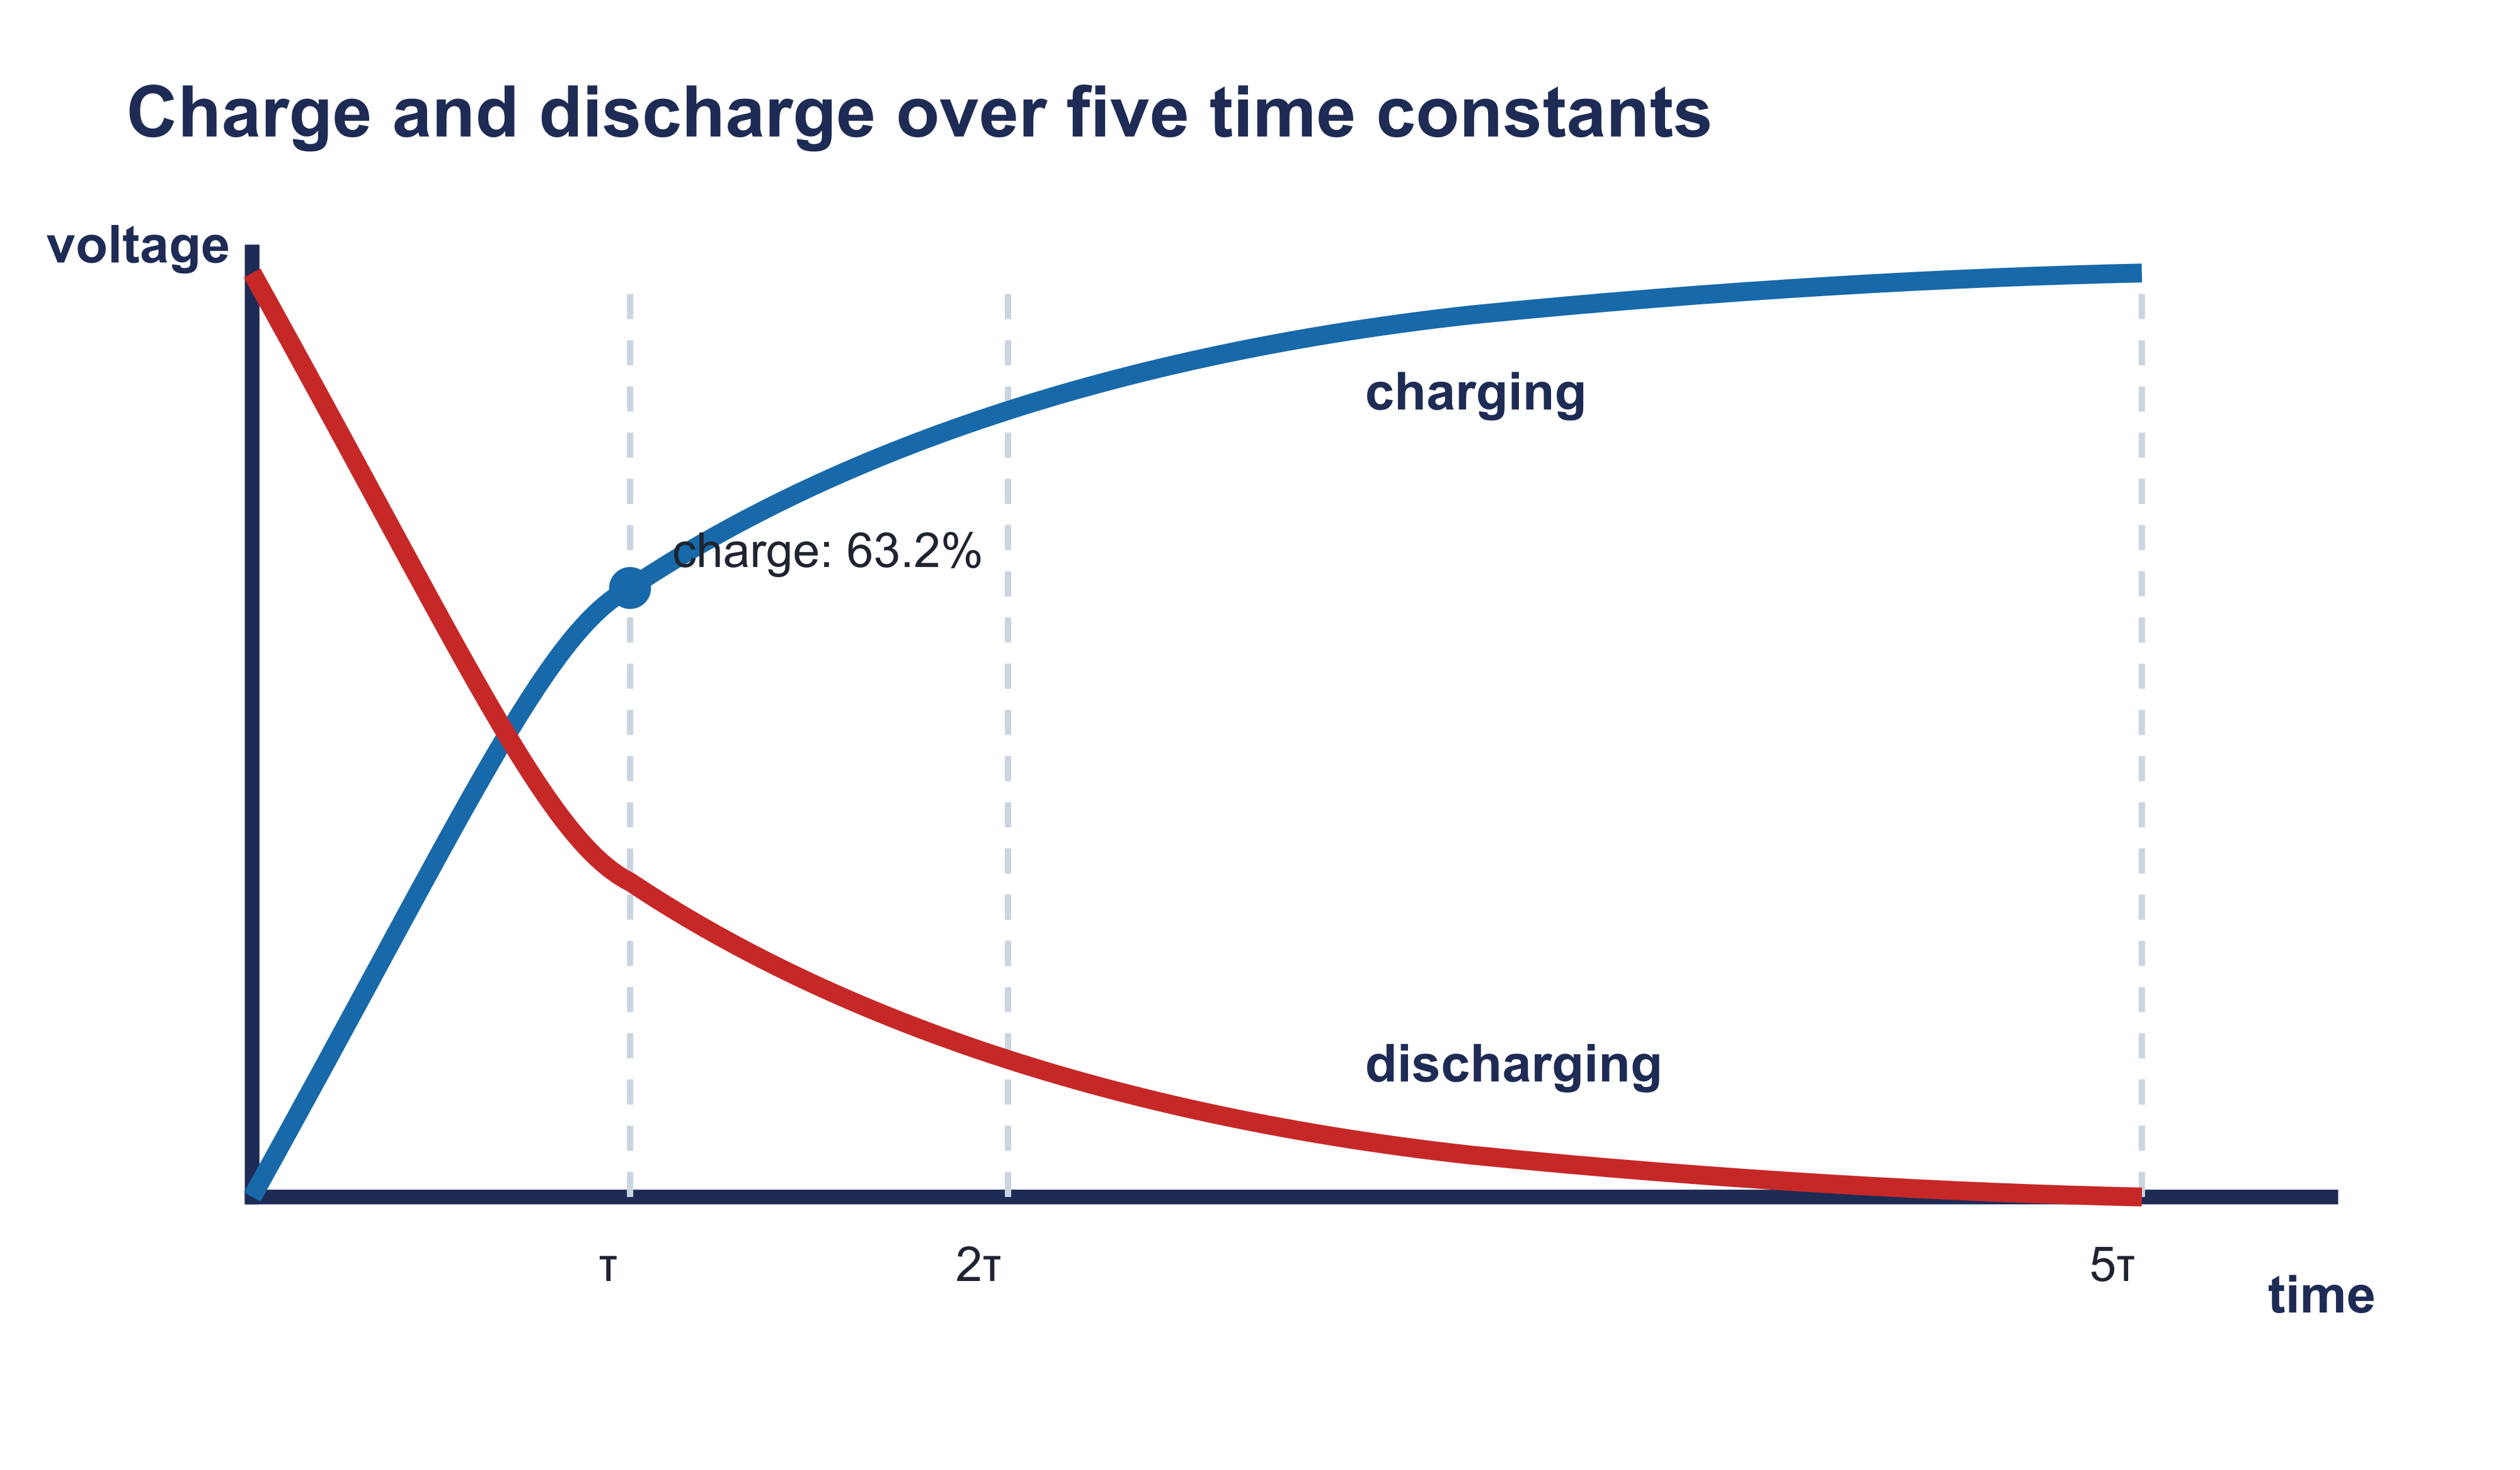 Charge and discharge over five time constants
voltage
charging
charge: 63.2%
discharging
τ
2τ
5τ
time